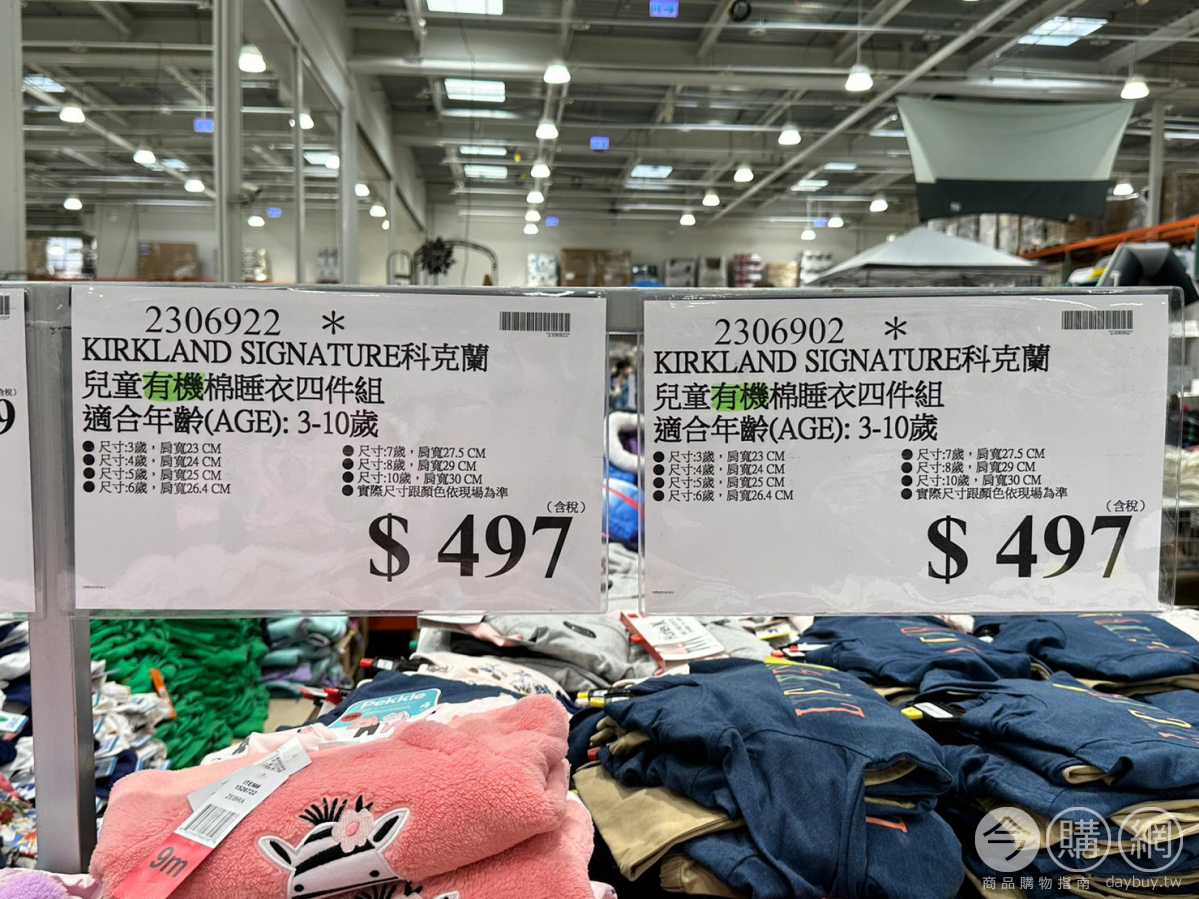 2306922 *
*2306922*
KIRKLAND SIGNATURE科克蘭
兒童有機棉睡衣四件組
適合年齡(AGE): 3-10歲
● 尺寸:3歲，肩寬23 CM
● 尺寸:4歲，肩寬24 CM
● 尺寸:5歲，肩寬25 CM
● 尺寸:6歲，肩寬26.4 CM
● 尺寸:7歲，肩寬27.5 CM
● 尺寸:8歲，肩寬29 CM
● 尺寸:10歲，肩寬30 CM
● 實際尺寸跟顏色依現場為準
(含稅)
$ 497
2306902 *
*2306902*
KIRKLAND SIGNATURE科克蘭
兒童有機棉睡衣四件組
適合年齡(AGE): 3-10歲
● 尺寸:3歲，肩寬23 CM
● 尺寸:4歲，肩寬24 CM
● 尺寸:5歲，肩寬25 CM
● 尺寸:6歲，肩寬26.4 CM
● 尺寸:7歲，肩寬27.5 CM
● 尺寸:8歲，肩寬29 CM
● 尺寸:10歲，肩寬30 CM
● 實際尺寸跟顏色依現場為準
(含稅)
$ 497
含稅)
9
Pekkle
4
ITEM#
1526722
ZEBRA
9m
今購網
商品購物指南 daybuy.tw